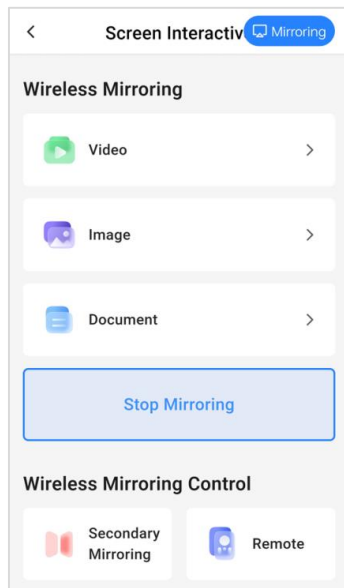 Screen Interactiv Mirroring
Wireless Mirroring
Video
Image
Document
Stop Mirroring
Wireless Mirroring Control
Secondary
Mirroring
Remote